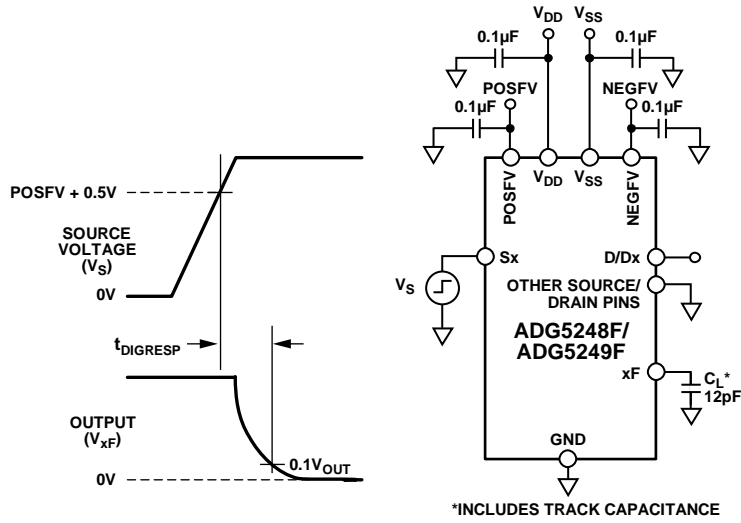 POSFV + 0.5V
SOURCE
VOLTAGE
(VS)
0V
tDIGRESP
OUTPUT
(VxF)
0V
0.1VOUT
VDD
VSS
0.1µF
0.1µF
POSFV
NEGFV
0.1µF
0.1µF
POSFV
VDD
VSS
NEGFV
Sx
D/Dx
VS
OTHER SOURCE/
DRAIN PINS
ADG5248F/
ADG5249F
xF
CL*
12pF
GND
*INCLUDES TRACK CAPACITANCE